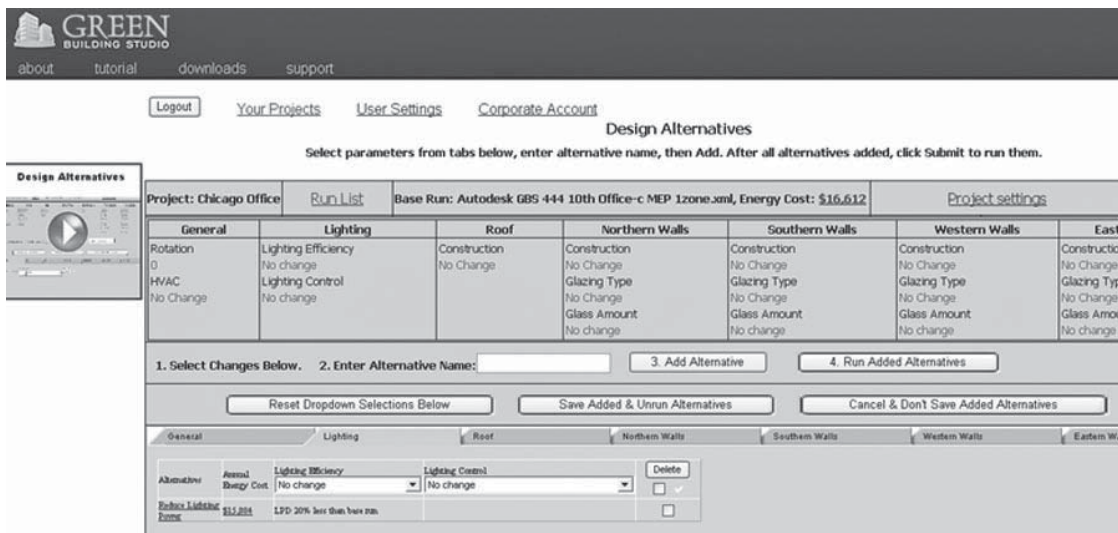 GREEN
BUILDING STUDIO
about tutorial downloads support
Logout Your Projects User Settings Corporate Account
Design Alternatives
Select parameters from tabs below, enter alternative name, then Add. After all alternatives added, click Submit to run them.
Design Alternatives
Project: Chicago Office Run List Base Run: Autodesk GBS 444 10th Office-c MEP 1zone.xml, Energy Cost: $16,612 Project settings
General Lighting Roof Northern Walls Southern Walls Western Walls East
Rotation Lighting Efficiency Construction Construction Construction Construction Constructio
0 No change No Change No Change No Change No Change No Change
HVAC Lighting Control Glazing Type Glazing Type Glazing Type Glazing Typ
No Change No change No Change No Change No Change No Change
Glass Amount Glass Amount Glass Amount Glass Amou
No change No change No change No change
1. Select Changes Below. 2. Enter Alternative Name: 3. Add Alternative 4. Run Added Alternatives
Reset Dropdown Selections Below Save Added & Unrun Alternatives Cancel & Don't Save Added Alternatives
General Lighting Roof Northern Walls Southern Walls Western Walls Eastern Wa
Alternatives Annual Energy Cost Lighting Efficiency Lighting Control Delete
No change No change
Reduce Lighting Power $15,804 LPD 20% less than base run